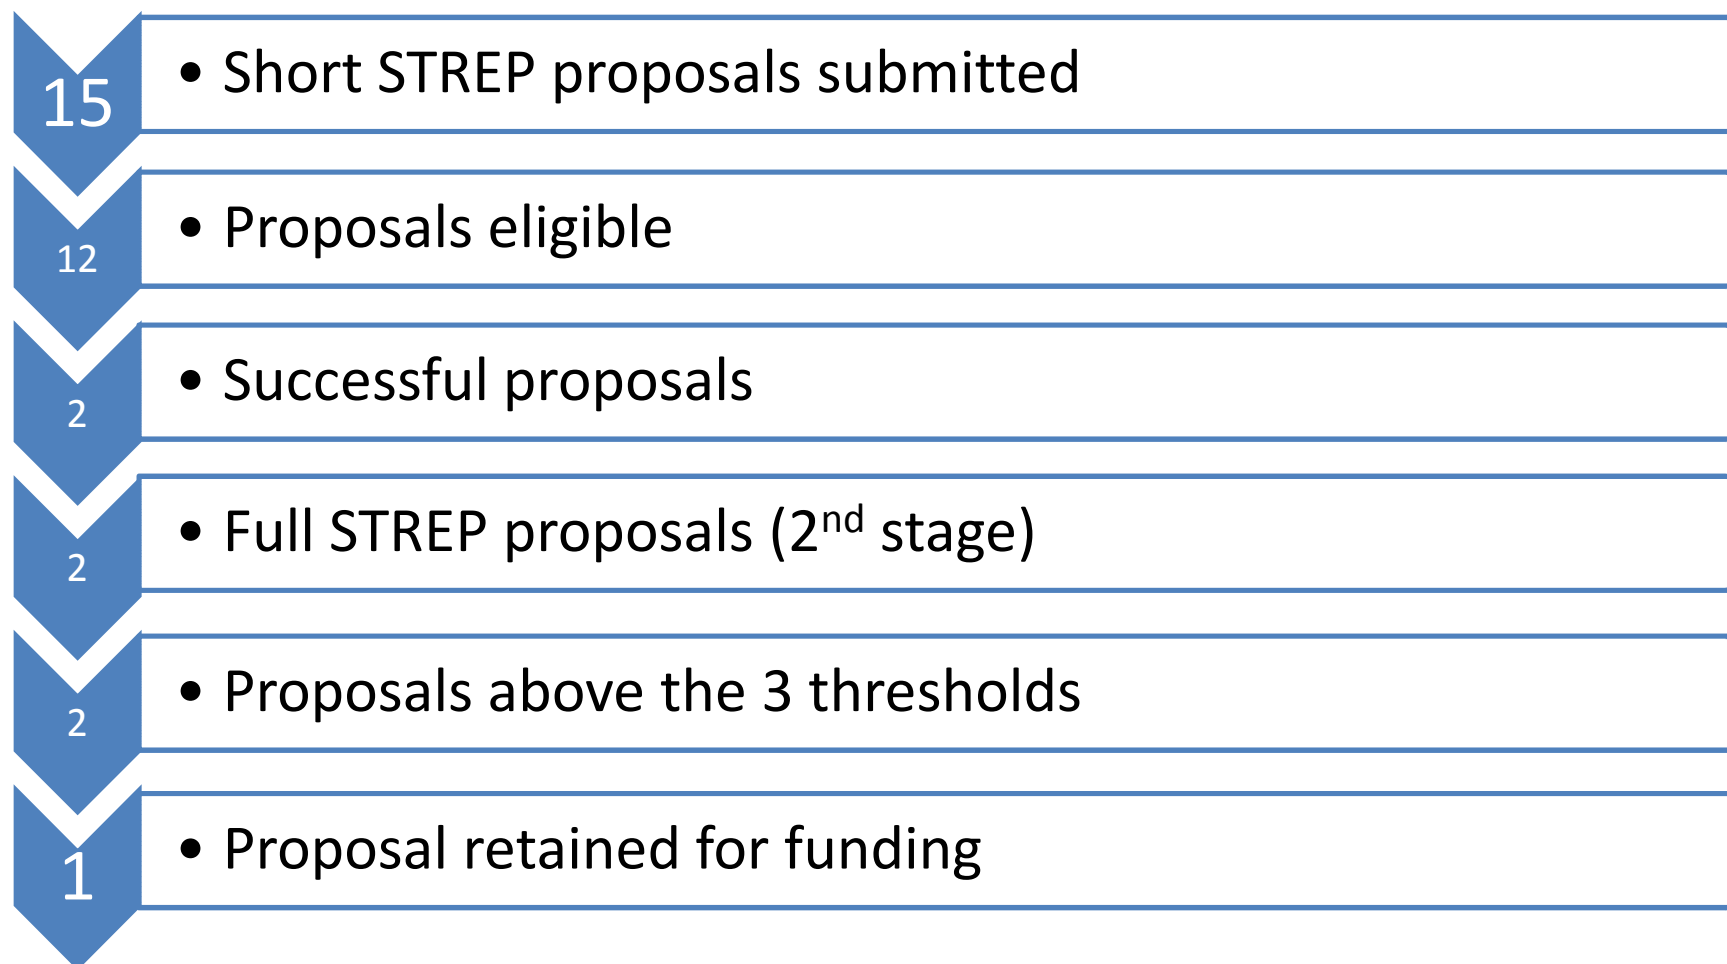 15
• Short STREP proposals submitted
12
• Proposals eligible
2
• Successful proposals
2
• Full STREP proposals (2nd stage)
2
• Proposals above the 3 thresholds
1
• Proposal retained for funding